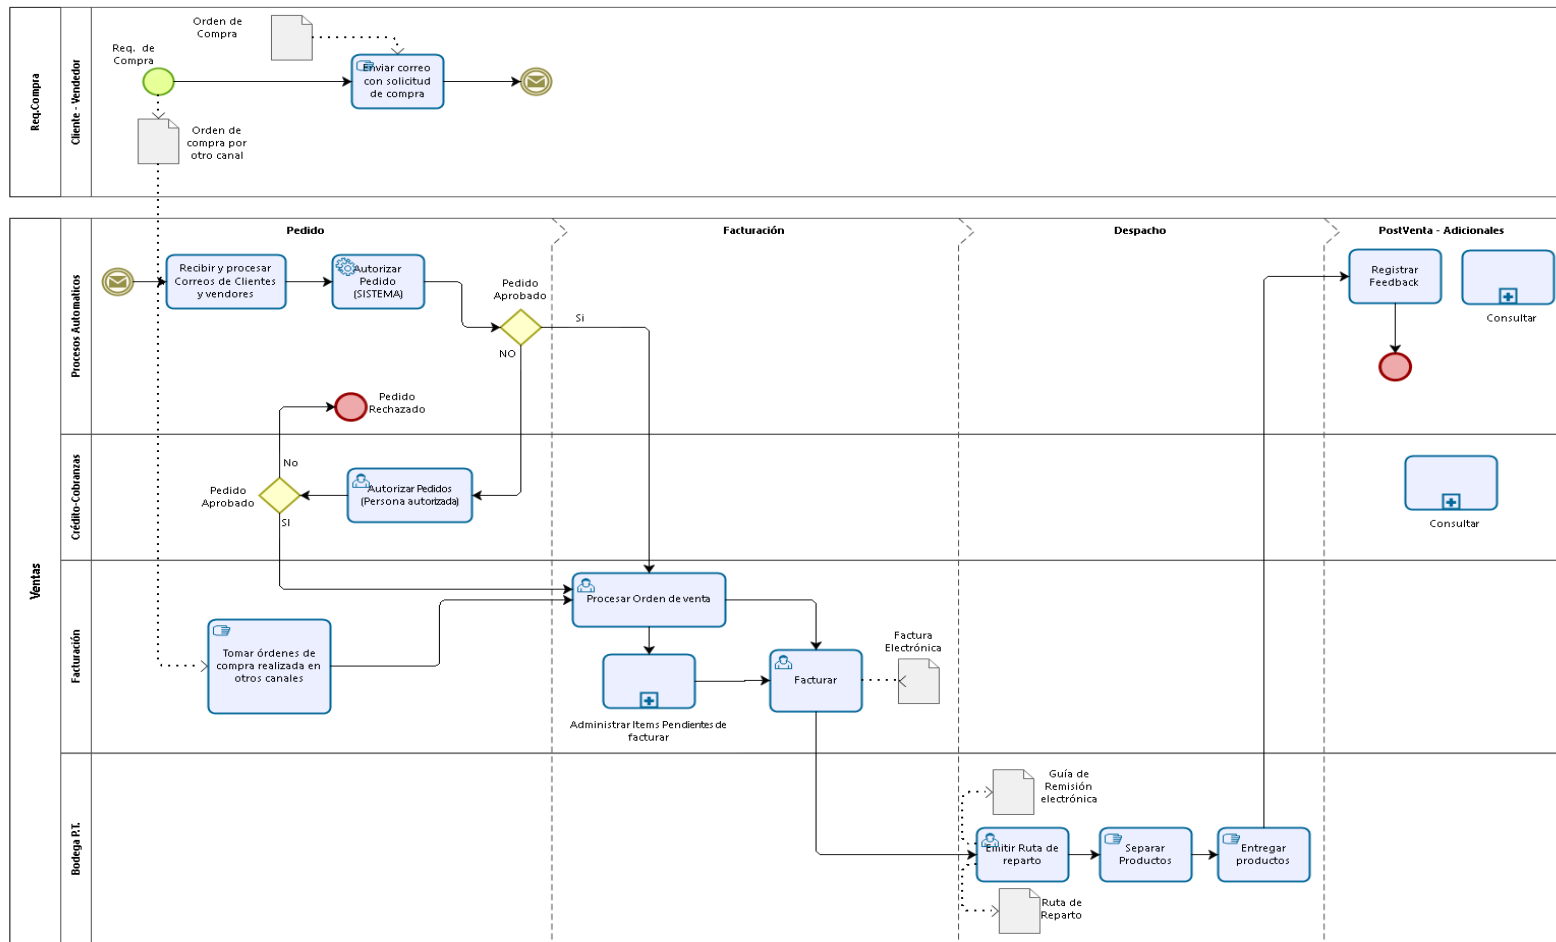 Req.Compra
Cliente - Vendedor
Req. de
Compra
Orden de
Compra
Enviar correo
con solicitud
de compra
Orden de
compra por
otro canal
Ventas
Pedido
Facturación
Despacho
PostVenta - Adicionales
Procesos Automaticos
Recibir y procesar
Correos de Clientes
y vendores
Autorizar
Pedido
(SISTEMA)
Pedido
Aprobado
Si
NO
Pedido
Rechazado
Registrar
Feedback
Consultar
Crédito-Cobranzas
No
Pedido
Aprobado
SI
Autorizar Pedidos
(Persona autorizada)
Consultar
Facturación
Tomar órdenes de
compra realizada en
otros canales
Procesar Orden de venta
Administrar Items Pendientes de
facturar
Facturar
Factura
Electrónica
Bodega P.T.
Guía de
Remisión
electrónica
Emitir Ruta de
reparto
Separar
Productos
Entregar
productos
Ruta de
Reparto